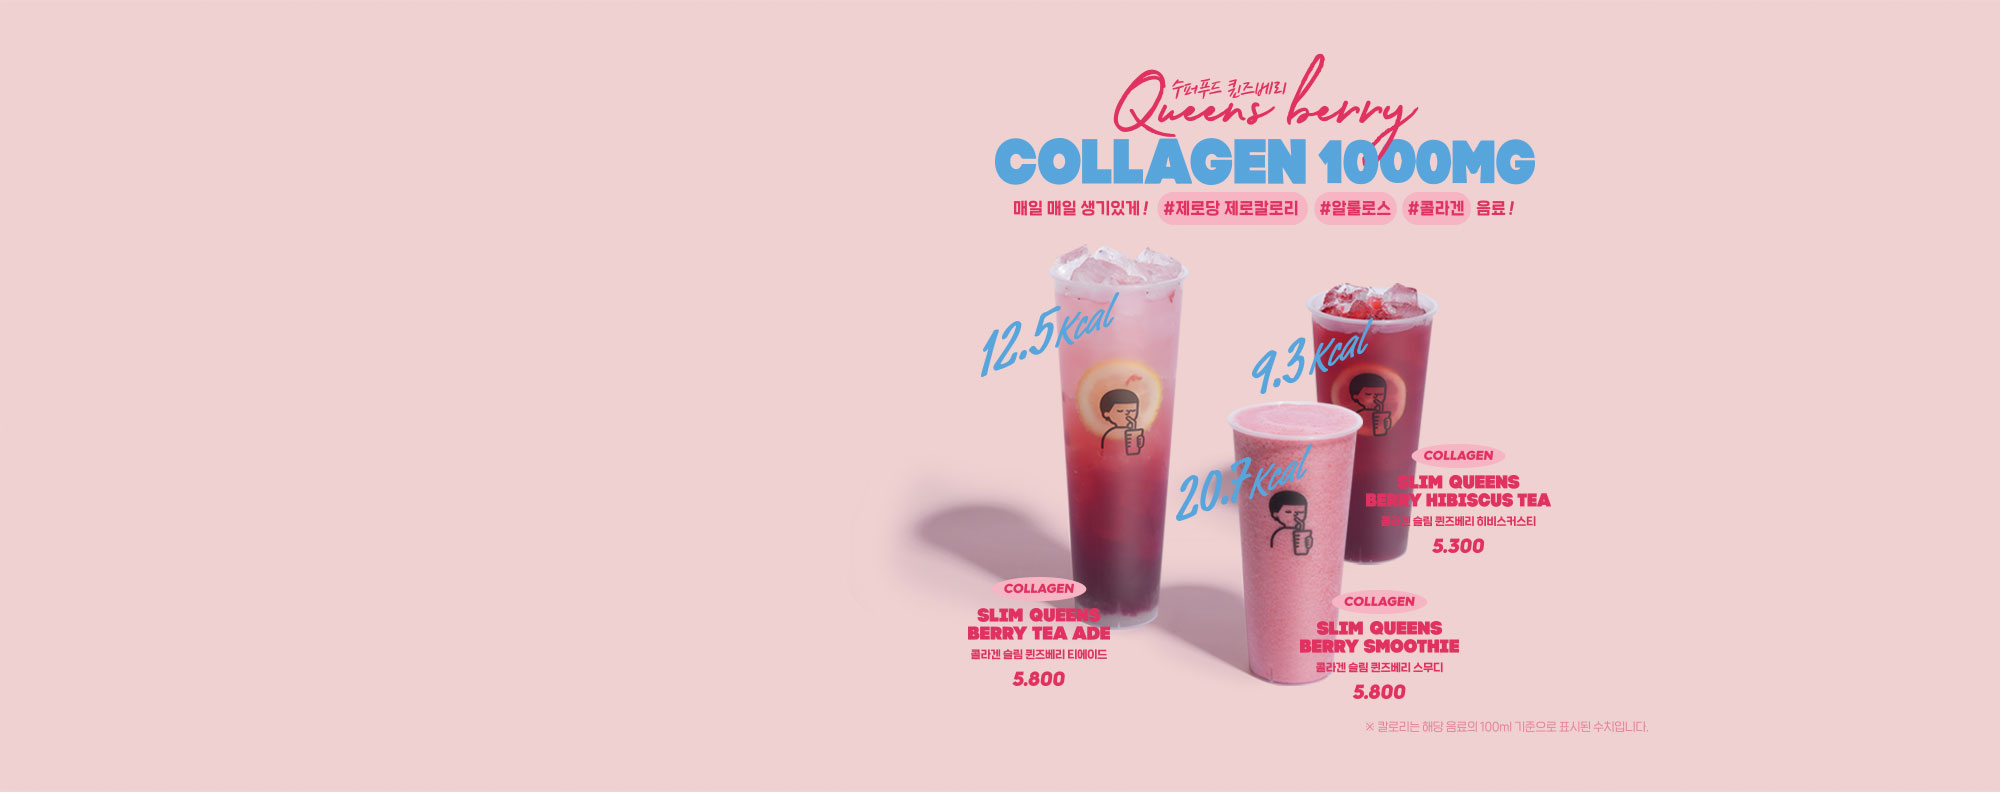 수퍼푸드 퀸즈베리
Queens berry
COLLAGEN 1000MG
매일 매일 생기있게! #제로당 제로칼로리 #알룰로스 #콜라겐 음료!
12.5Kcal
9.3Kcal
20.7Kcal
COLLAGEN
SLIM QUEENS
BERRY HIBISCUS TEA
콜라겐 슬림 퀸즈베리 히비스커스티
5.300
COLLAGEN
SLIM QUEENS
BERRY TEA ADE
콜라겐 슬림 퀸즈베리 티에이드
5.800
COLLAGEN
SLIM QUEENS
BERRY SMOOTHIE
콜라겐 슬림 퀸즈베리 스무디
5.800
※ 칼로리는 해당 음료의 100ml 기준으로 표시된 수치입니다.